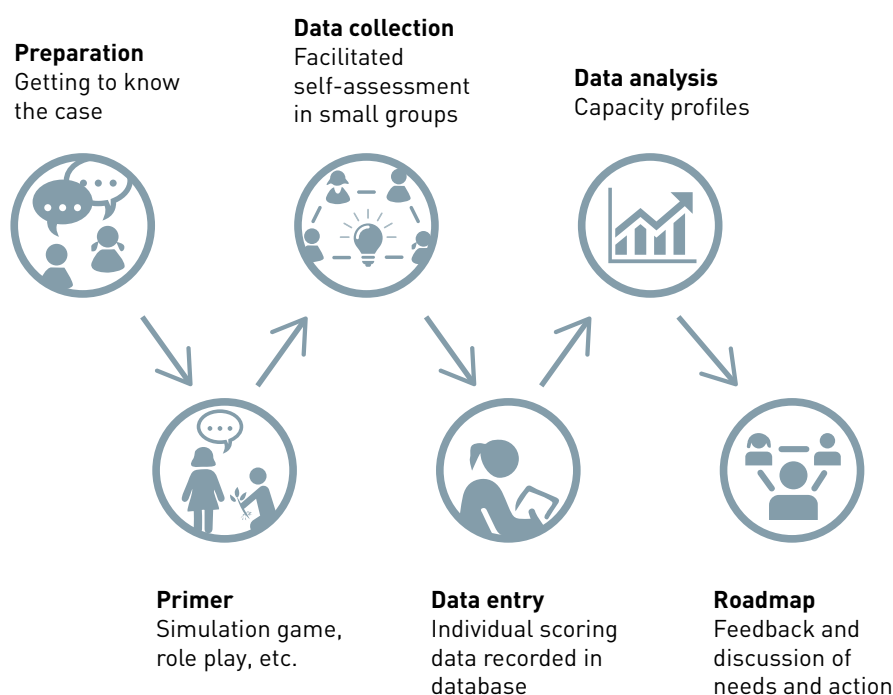 Preparation
Getting to know
the case
Primer
Simulation game,
role play, etc.
Data collection
Facilitated
self-assessment
in small groups
Data entry
Individual scoring
data recorded in
database
Data analysis
Capacity profiles
Roadmap
Feedback and
discussion of
needs and action